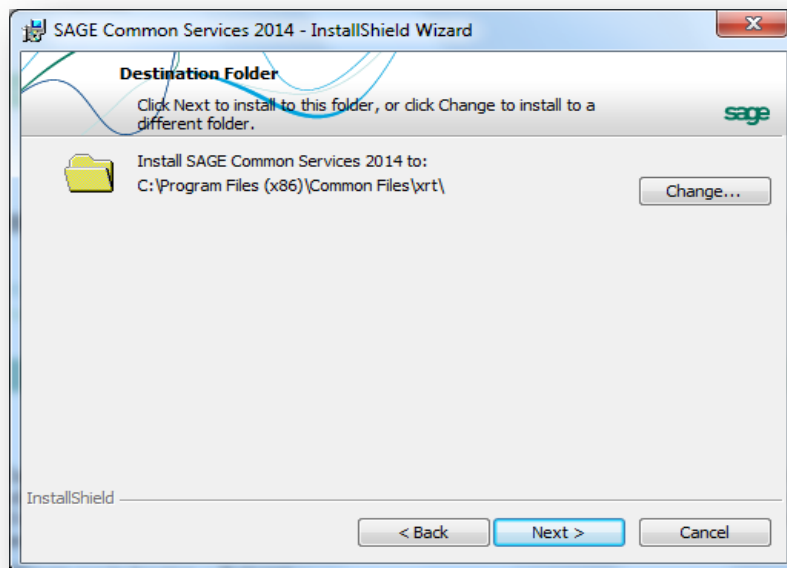 SAGE Common Services 2014 - InstallShield Wizard
Destination Folder
Click Next to install to this folder, or click Change to install to a
different folder.
sage
Install SAGE Common Services 2014 to:
C:\Program Files (x86)\Common Files\xrt\
Change...
InstallShield
< Back
Next >
Cancel